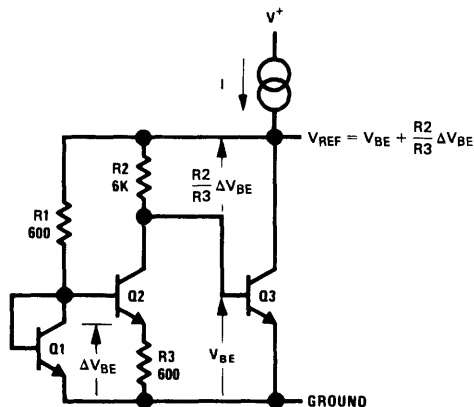 V+
I
VREF = VBE + R2/R3 ΔVBE
R2
6K
R2/R3 ΔVBE
R1
600
Q2
Q3
Q1
ΔVBE
R3
600
VBE
GROUND